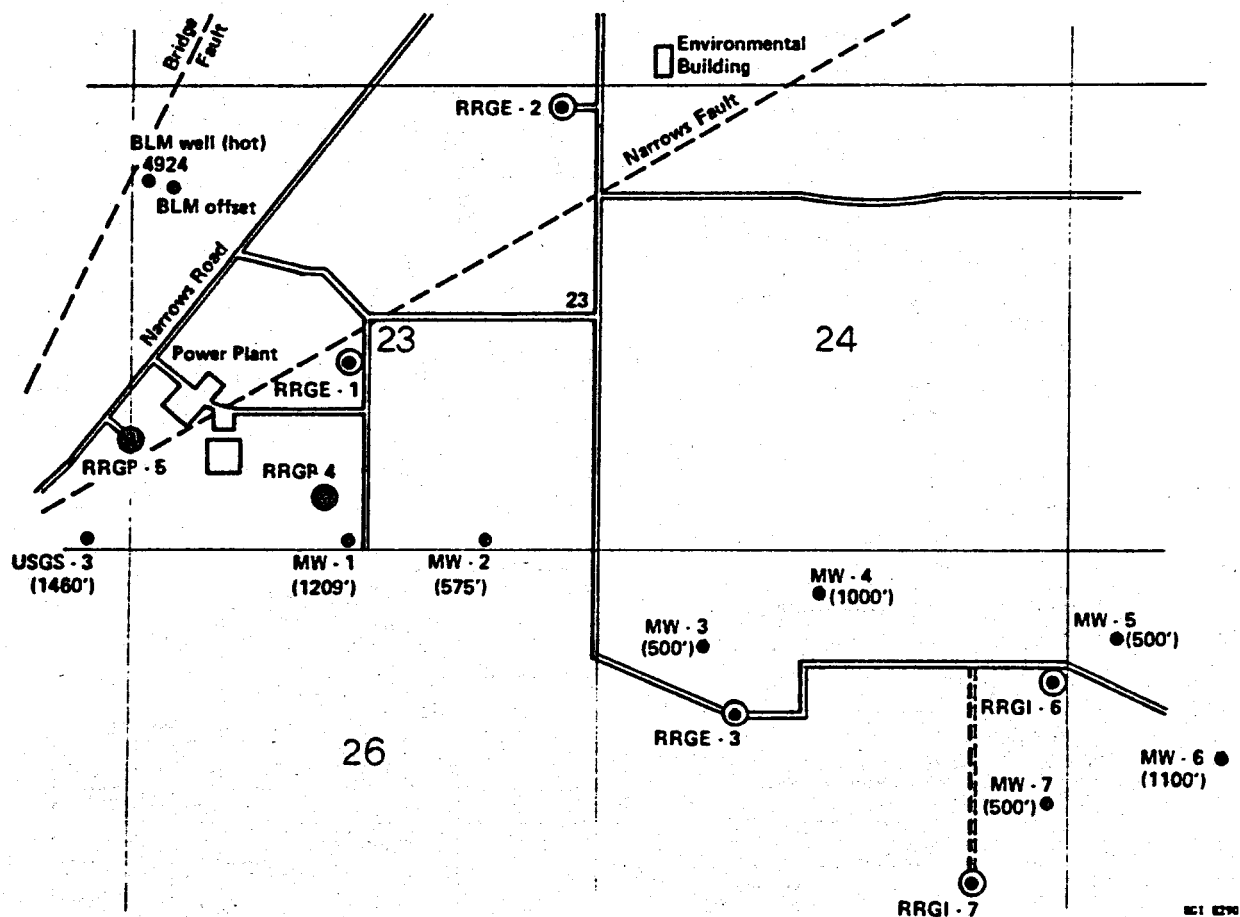 Bridge
Fault
Environmental
Building
RRGE - 2
Narrows Fault
BLM well (hot)
4924
BLM offset
Narrows Road
23
23
24
Power Plant
RRGE - 1
RRGP - 5
RRGP 4
USGS - 3
(1460')
MW - 1
(1209')
MW - 2
(575')
MW - 4
(1000')
MW - 3
(500')
MW - 5
(500')
RRGI - 6
RRGE - 3
26
MW - 6
(1100')
MW - 7
(500')
RRGI - 7